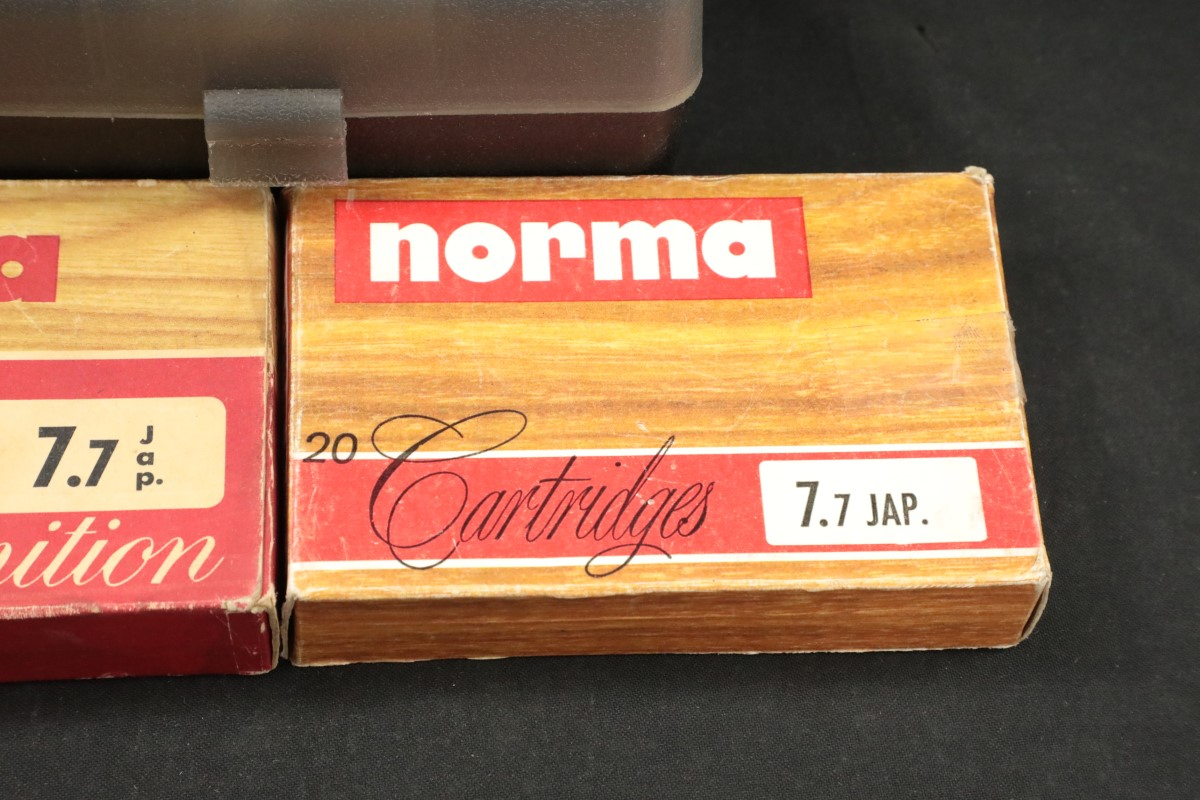 norma
20 Cartridges
7.7 JAP.
a
7.7 Jap.
nition